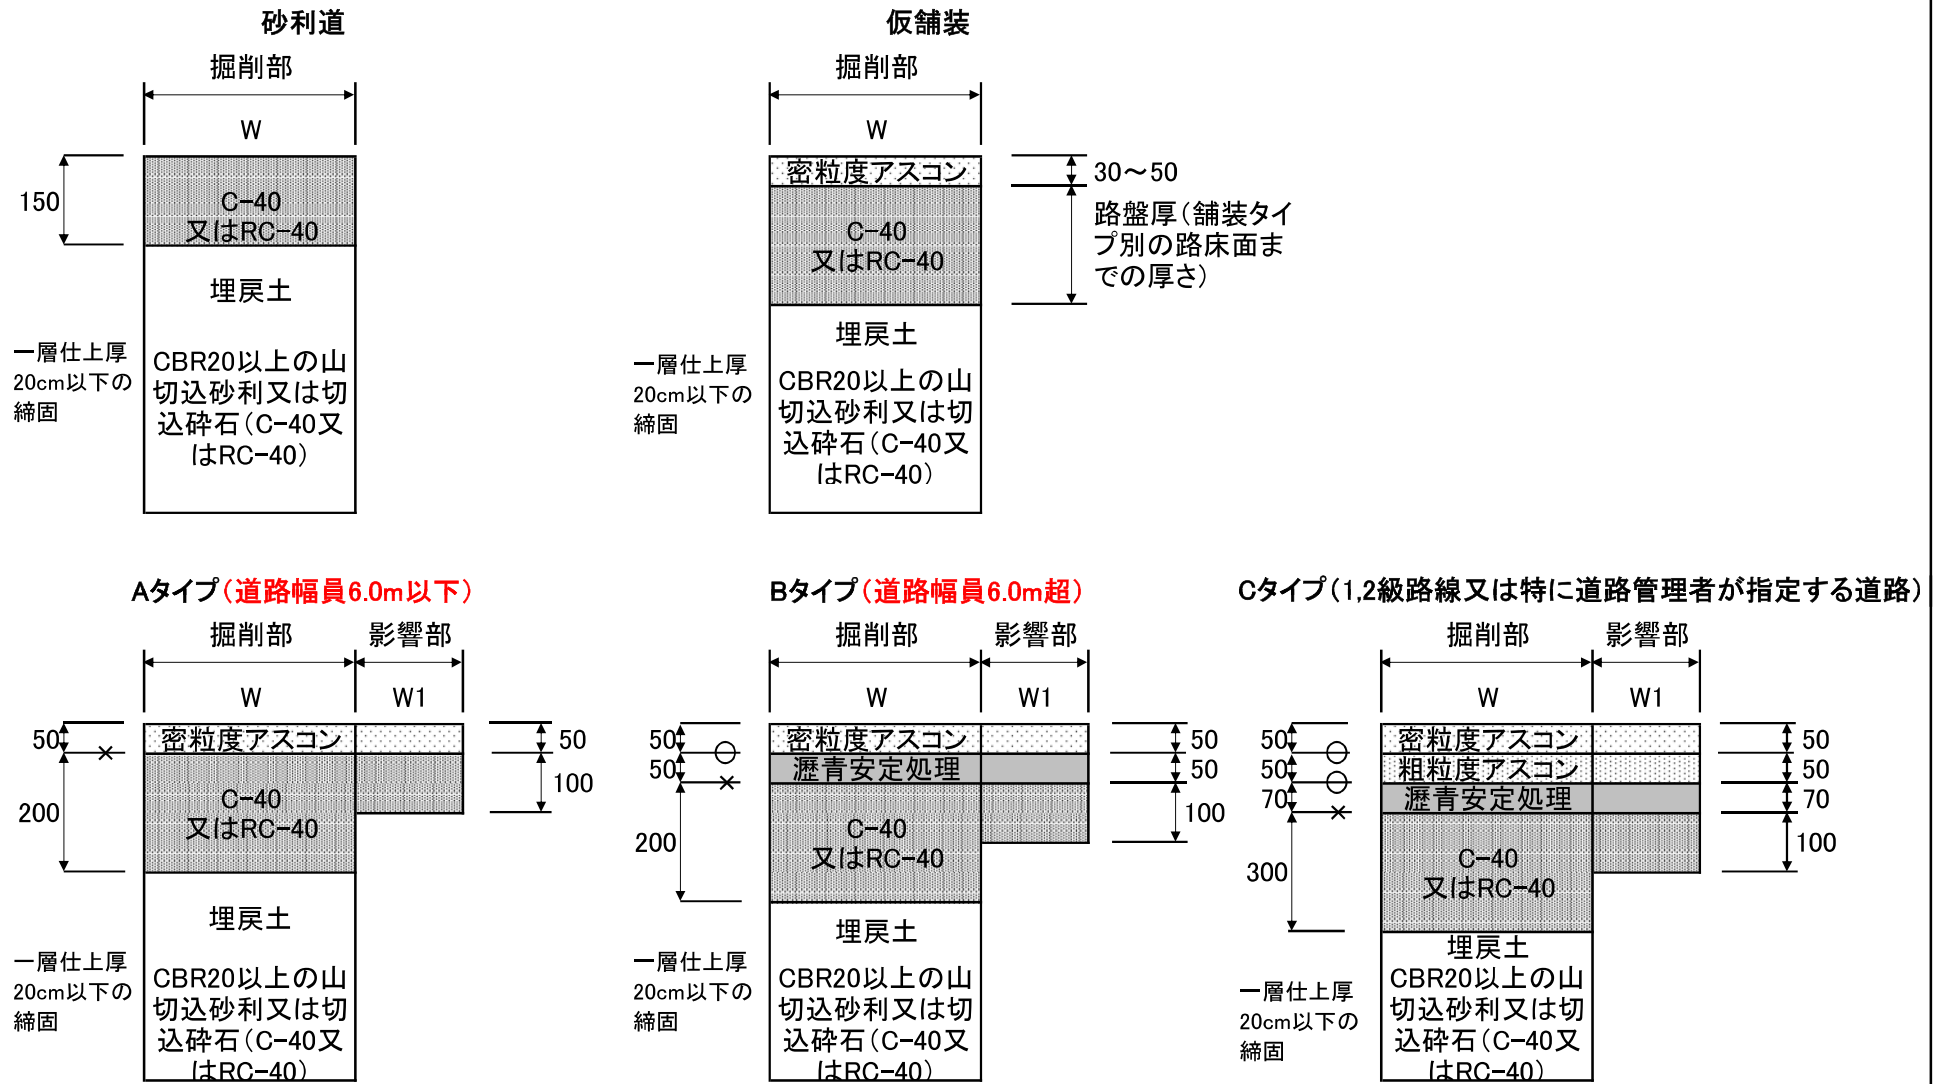 砂利道
掘削部
W
150
C-40
又はRC-40
埋戻土
一層仕上厚
20cm以下の
締固
CBR20以上の山
切込砂利又は切
込砕石(C-40又
はRC-40)
仮舗装
掘削部
W
密粒度アスコン
C-40
又はRC-40
30～50
路盤厚(舗装タイ
プ別の路床面ま
での厚さ)
埋戻土
一層仕上厚
20cm以下の
締固
CBR20以上の山
切込砂利又は切
込砕石(C-40又
はRC-40)
Aタイプ(道路幅員6.0m以下)
掘削部
影響部
W
W1
50
×
200
密粒度アスコン
C-40
又はRC-40
50
100
埋戻土
一層仕上厚
20cm以下の
締固
CBR20以上の山
切込砂利又は切
込砕石(C-40又
はRC-40)
Bタイプ(道路幅員6.0m超)
掘削部
影響部
W
W1
50
○
50
×
200
密粒度アスコン
瀝青安定処理
C-40
又はRC-40
50
50
100
埋戻土
一層仕上厚
20cm以下の
締固
CBR20以上の山
切込砂利又は切
込砕石(C-40又
はRC-40)
Cタイプ(1,2級路線又は特に道路管理者が指定する道路)
掘削部
影響部
W
W1
50
○
50
○
70
×
300
密粒度アスコン
粗粒度アスコン
瀝青安定処理
C-40
又はRC-40
50
50
70
100
埋戻土
一層仕上厚
20cm以下の
締固
CBR20以上の山
切込砂利又は切
込砕石(C-40又
はRC-40)